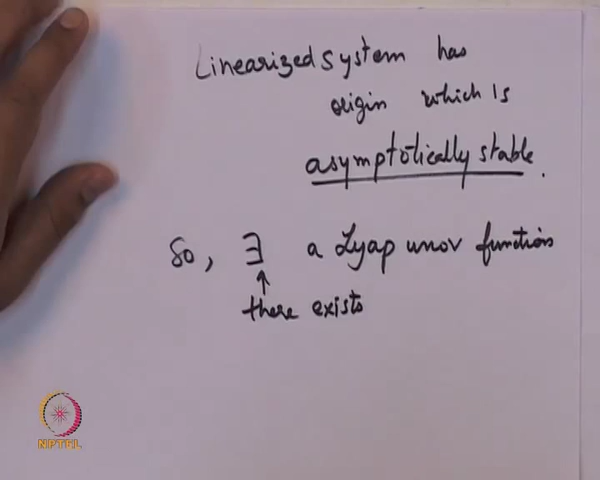 Linearized system has
origin which is
asymptotically stable.
So, ∃ a Lyapunov function
↑
there exists
NPTEL